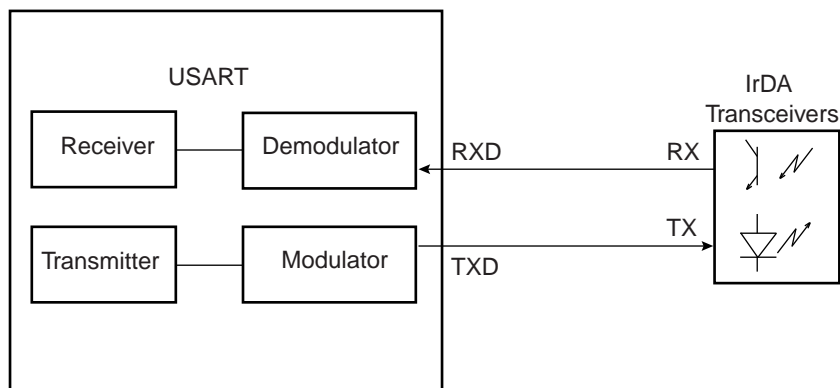 USART
IrDA
Transceivers
Receiver
Demodulator
RXD
RX
Transmitter
Modulator
TXD
TX